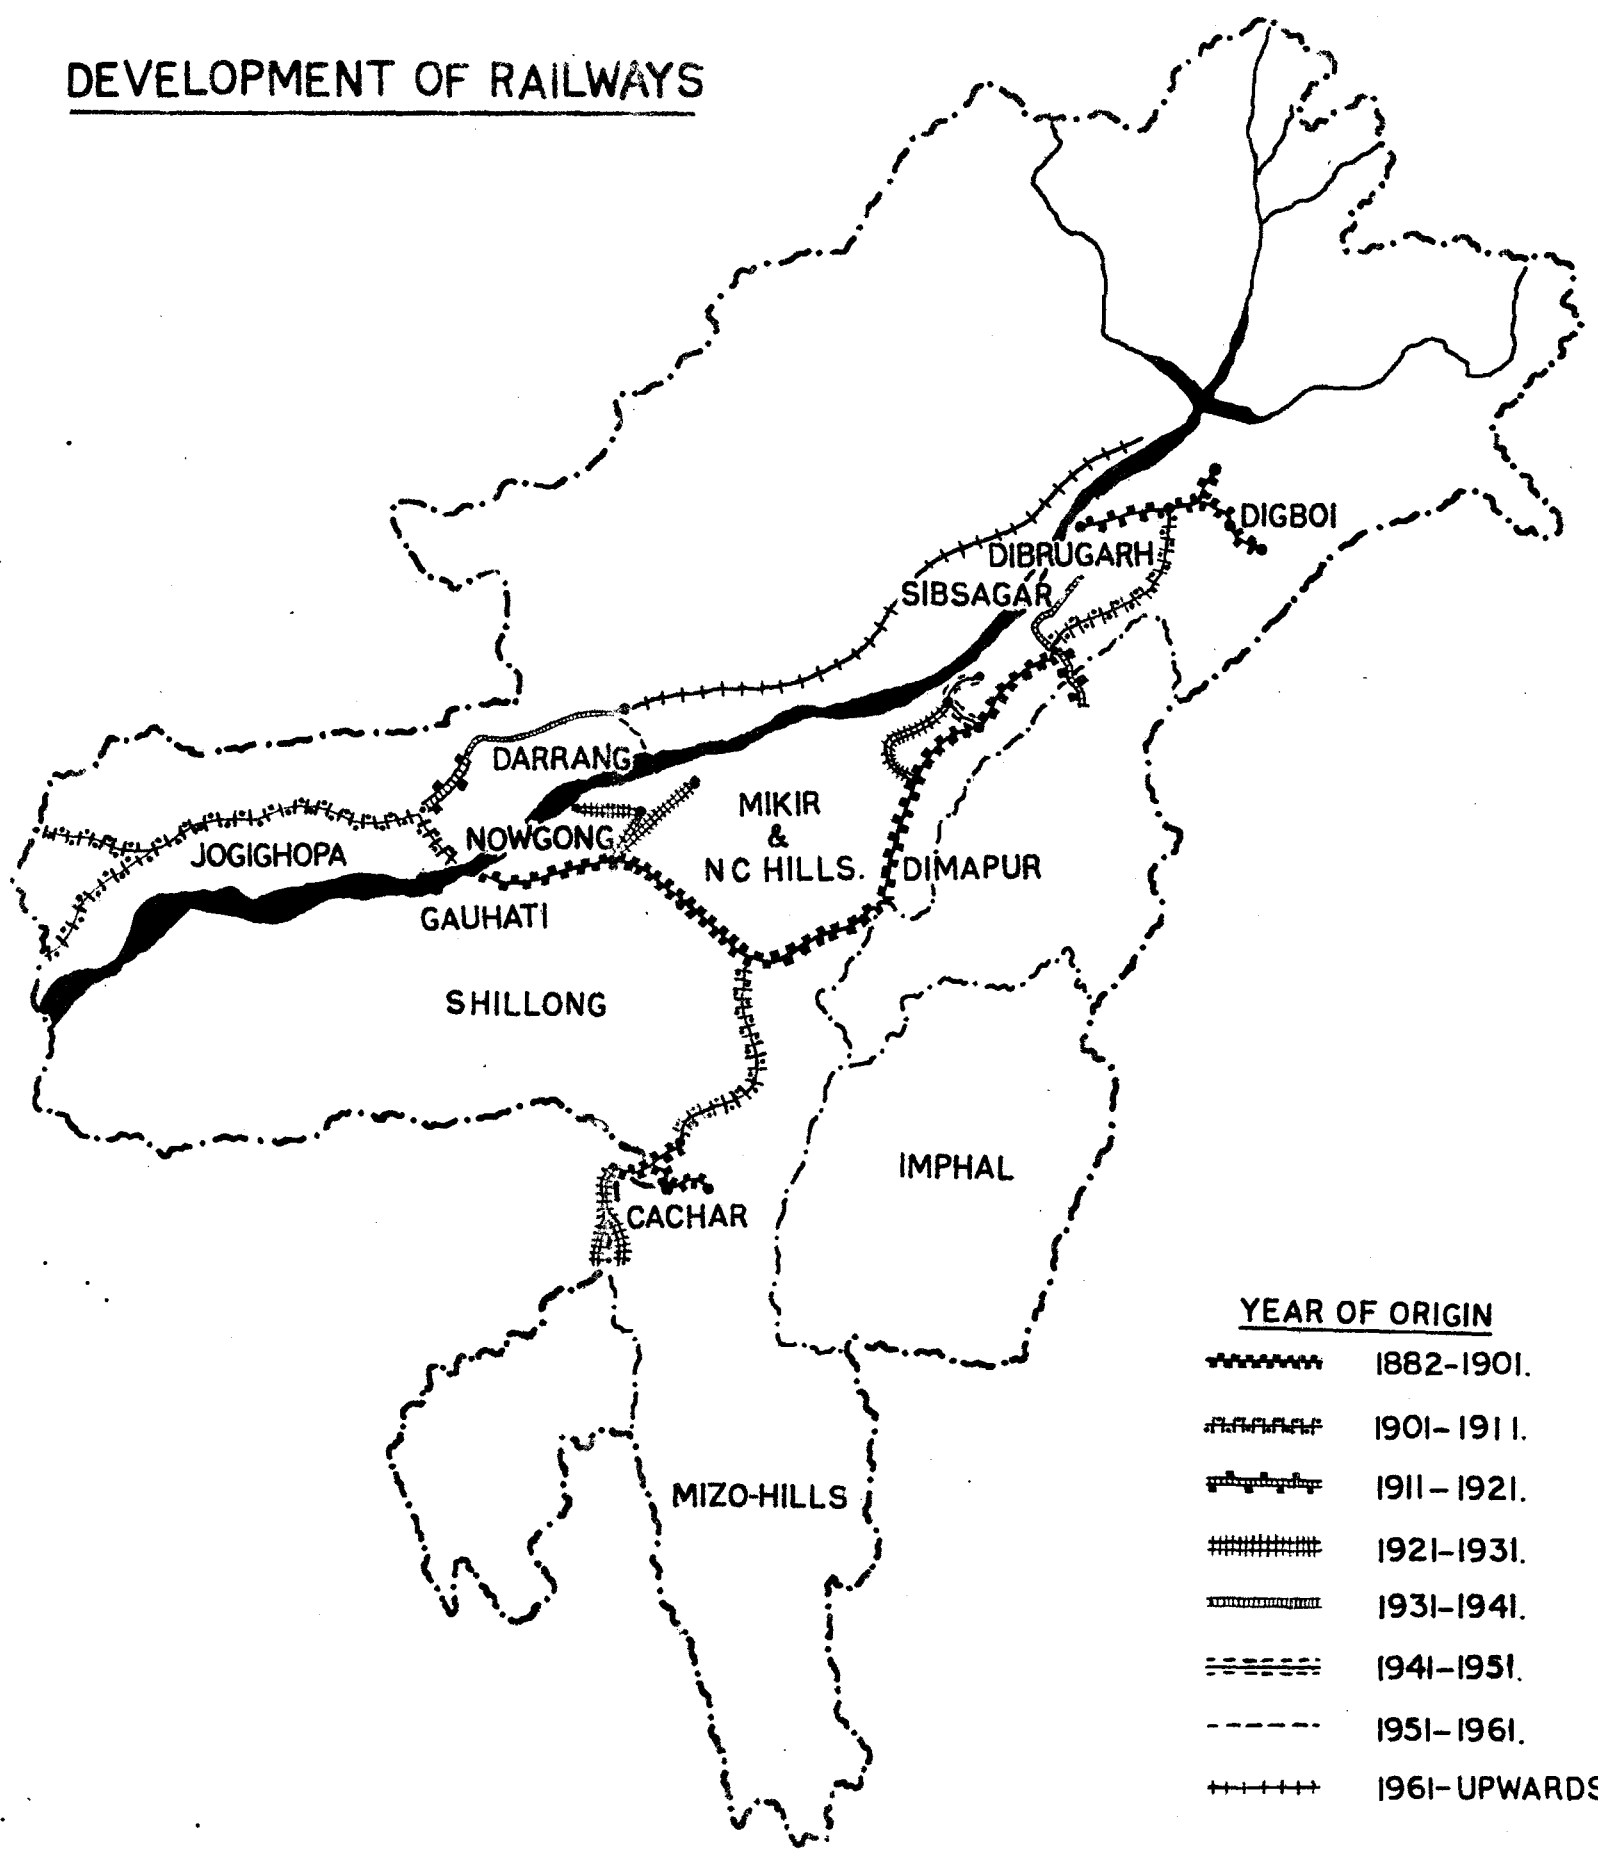 DEVELOPMENT OF RAILWAYS
DIGBOI
DIBRUGARH
SIBSAGAR
DARRANG
MIKIR
&
N C HILLS.
NOWGONG
JOGIGHOPA
DIMAPUR
GAUHATI
SHILLONG
IMPHAL
CACHAR
MIZO-HILLS
YEAR OF ORIGIN
1882-1901.
1901-1911.
1911-1921.
1921-1931.
1931-1941.
1941-1951.
1951-1961.
1961-UPWARDS